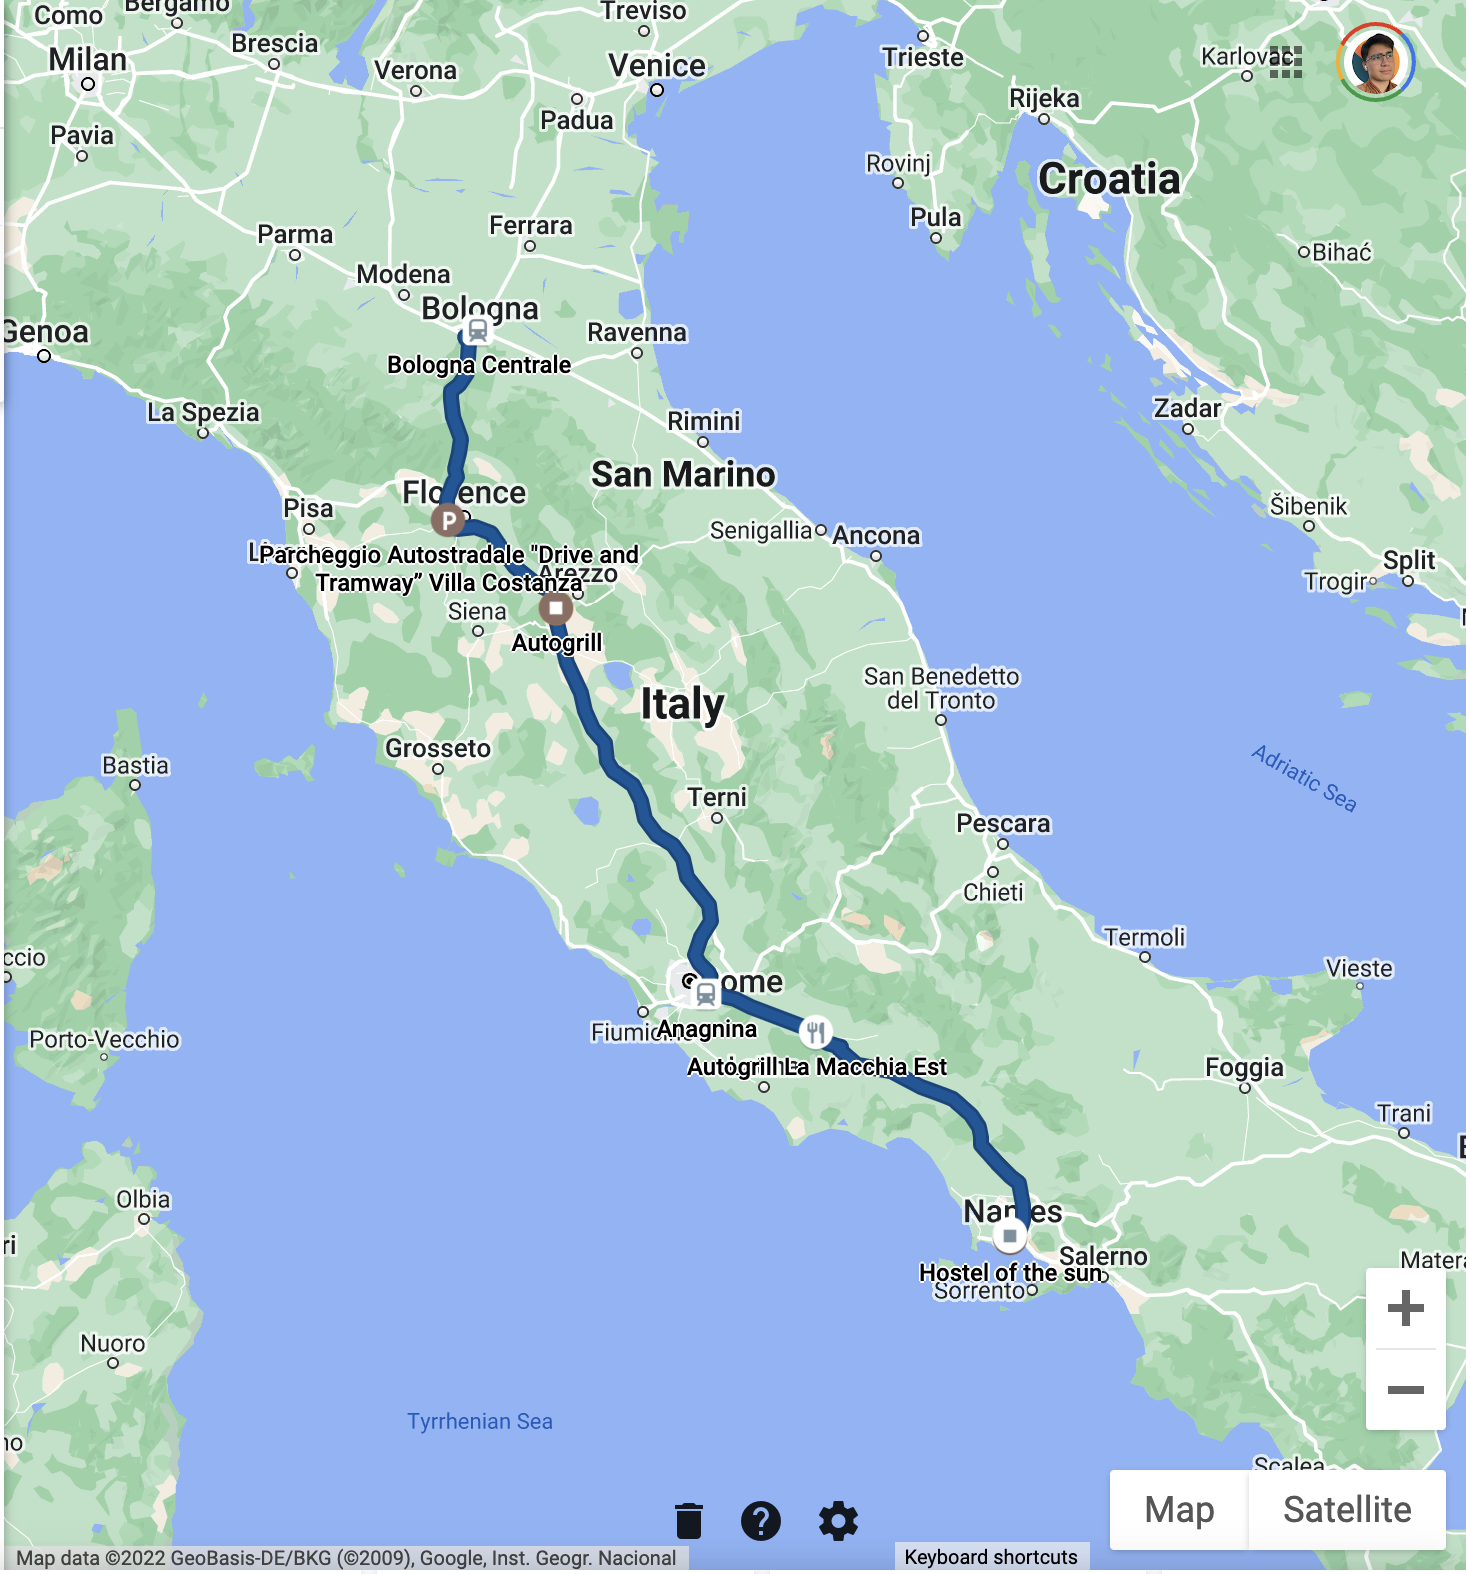 Bergamo
Como
Treviso
Milan
Brescia
Verona
Venice
Trieste
Karlovac
Padua
Rijeka
Pavia
Rovinj
Croatia
Pula
Parma
Ferrara
Bihać
Modena
Bologna
Genoa
Ravenna
Bologna Centrale
La Spezia
Rimini
Zadar
San Marino
Florence
Pisa
Šibenik
Senigallia
Ancona
Parcheggio Autostradale "Drive and
Tramway” Villa Costanza
Arezzo
Split
Trogir
Siena
Autogrill
San Benedetto
del Tronto
Italy
Grosseto
Bastia
Adriatic Sea
Terni
Pescara
Chieti
Termoli
ccio
Vieste
Rome
Fiumicino
Anagnina
Porto-Vecchio
Autogrill La Macchia Est
Foggia
Trani
Olbia
Naples
ri
Salerno
Matera
Hostel of the sun
Sorrento
Nuoro
Tyrrhenian Sea
no
Scalea
Map
Satellite
Map data ©2022 GeoBasis-DE/BKG (©2009), Google, Inst. Geogr. Nacional
Keyboard shortcuts